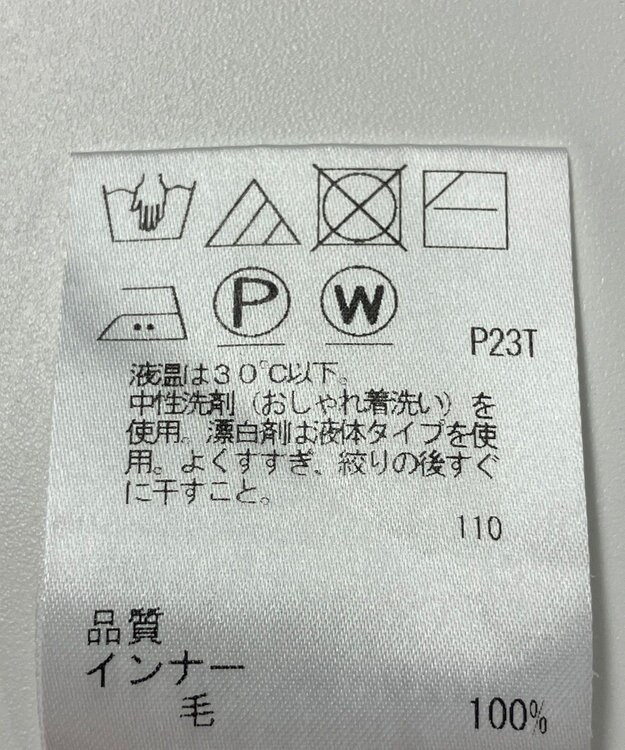 P W
P23T
液温は30℃以下。
中性洗剤（おしゃれ着洗い）を
使用。漂白剤は液体タイプを使
用。よくすすぎ、絞りの後すぐ
に干すこと。
110
品質
インナー
毛 100%